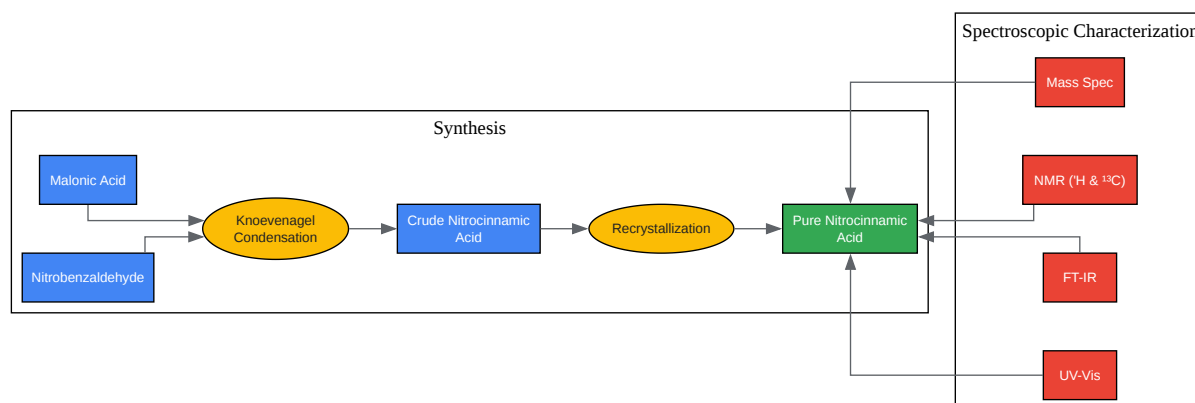 Spectroscopic Characterization
Mass Spec
Synthesis
Malonic Acid
NMR ('H & ¹³C)
Knoevenagel
Condensation
Crude Nitrocinnamic
Acid
Recrystallization
Pure Nitrocinnamic
Acid
Nitrobenzaldehyde
FT-IR
UV-Vis